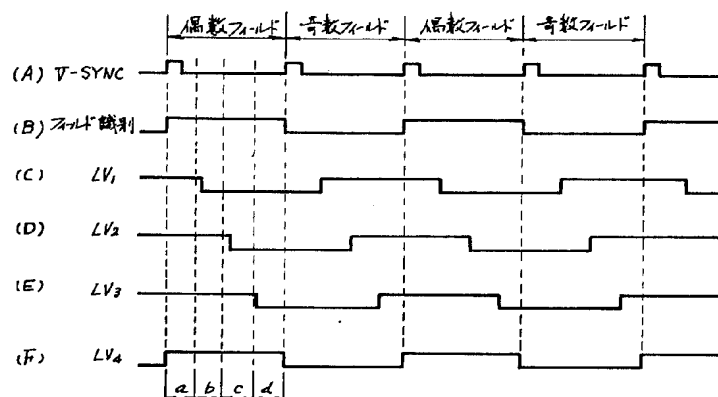 偶数フィールド 奇数フィールド 偶数フィールド 奇数フィールド
(A) V-SYNC
(B) フィールド識別
(C) LV1
(D) LV2
(E) LV3
(F) LV4
a b c d